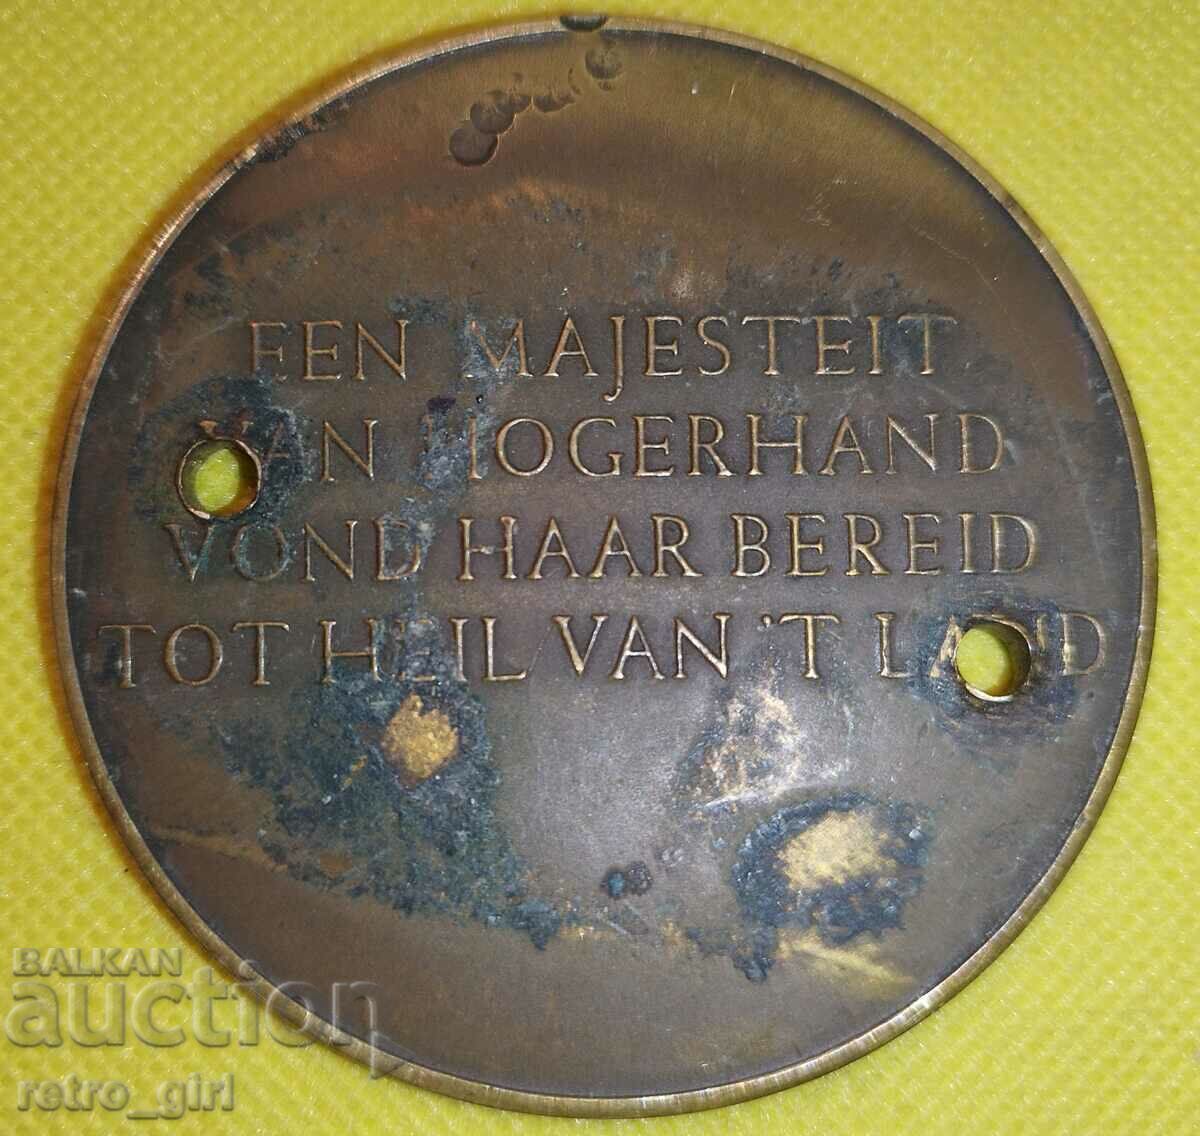 EEN MAJESTEIT
VAN HOGERHAND
VOND HAAR BEREID
TOT HEIL VAN 'T LAND
BALKAN
auction
retro_girl